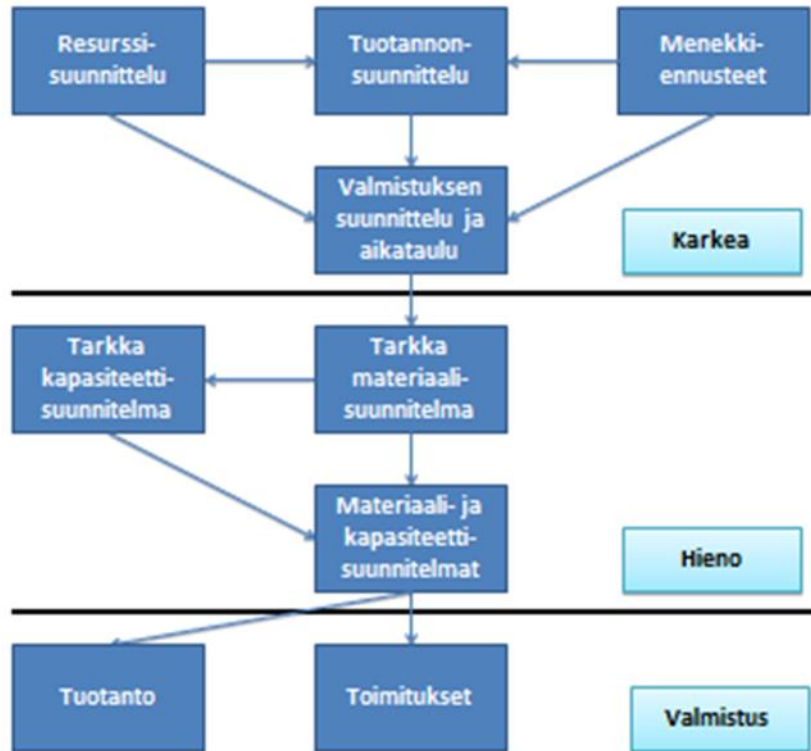 Resurssi-
suunnittelu
Tuotannon-
suunnittelu
Menekki-
ennusteet
Valmistuksen
suunnittelu ja
aikataulu
Karkea
Tarkka
kapasiteetti-
suunnitelma
Tarkka
materiaali-
suunnitelma
Materiaali- ja
kapasiteetti-
suunnitelmat
Hieno
Tuotanto
Toimitukset
Valmistus